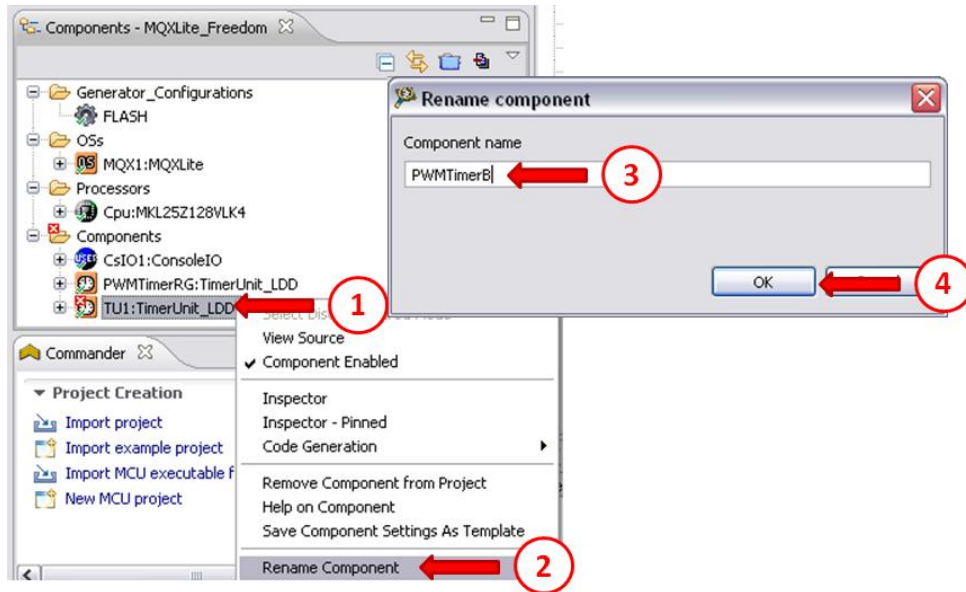 Components - MQXLite_Freedom
Generator_Configurations
FLASH
OSs
MQX1:MQXLite
Processors
Cpu:MKL25Z128VLK4
Components
CsIO1:ConsoleIO
PWMTimerRG:TimerUnit_LDD
TU1:TimerUnit_LDD
1
View Source
Component Enabled
Inspector
Inspector - Pinned
Code Generation
Remove Component from Project
Help on Component
Save Component Settings As Template
Rename Component
2
Rename component
Component name
PWMTimerB
3
OK
4
Commander
Project Creation
Import project
Import example project
Import MCU executable f
New MCU project